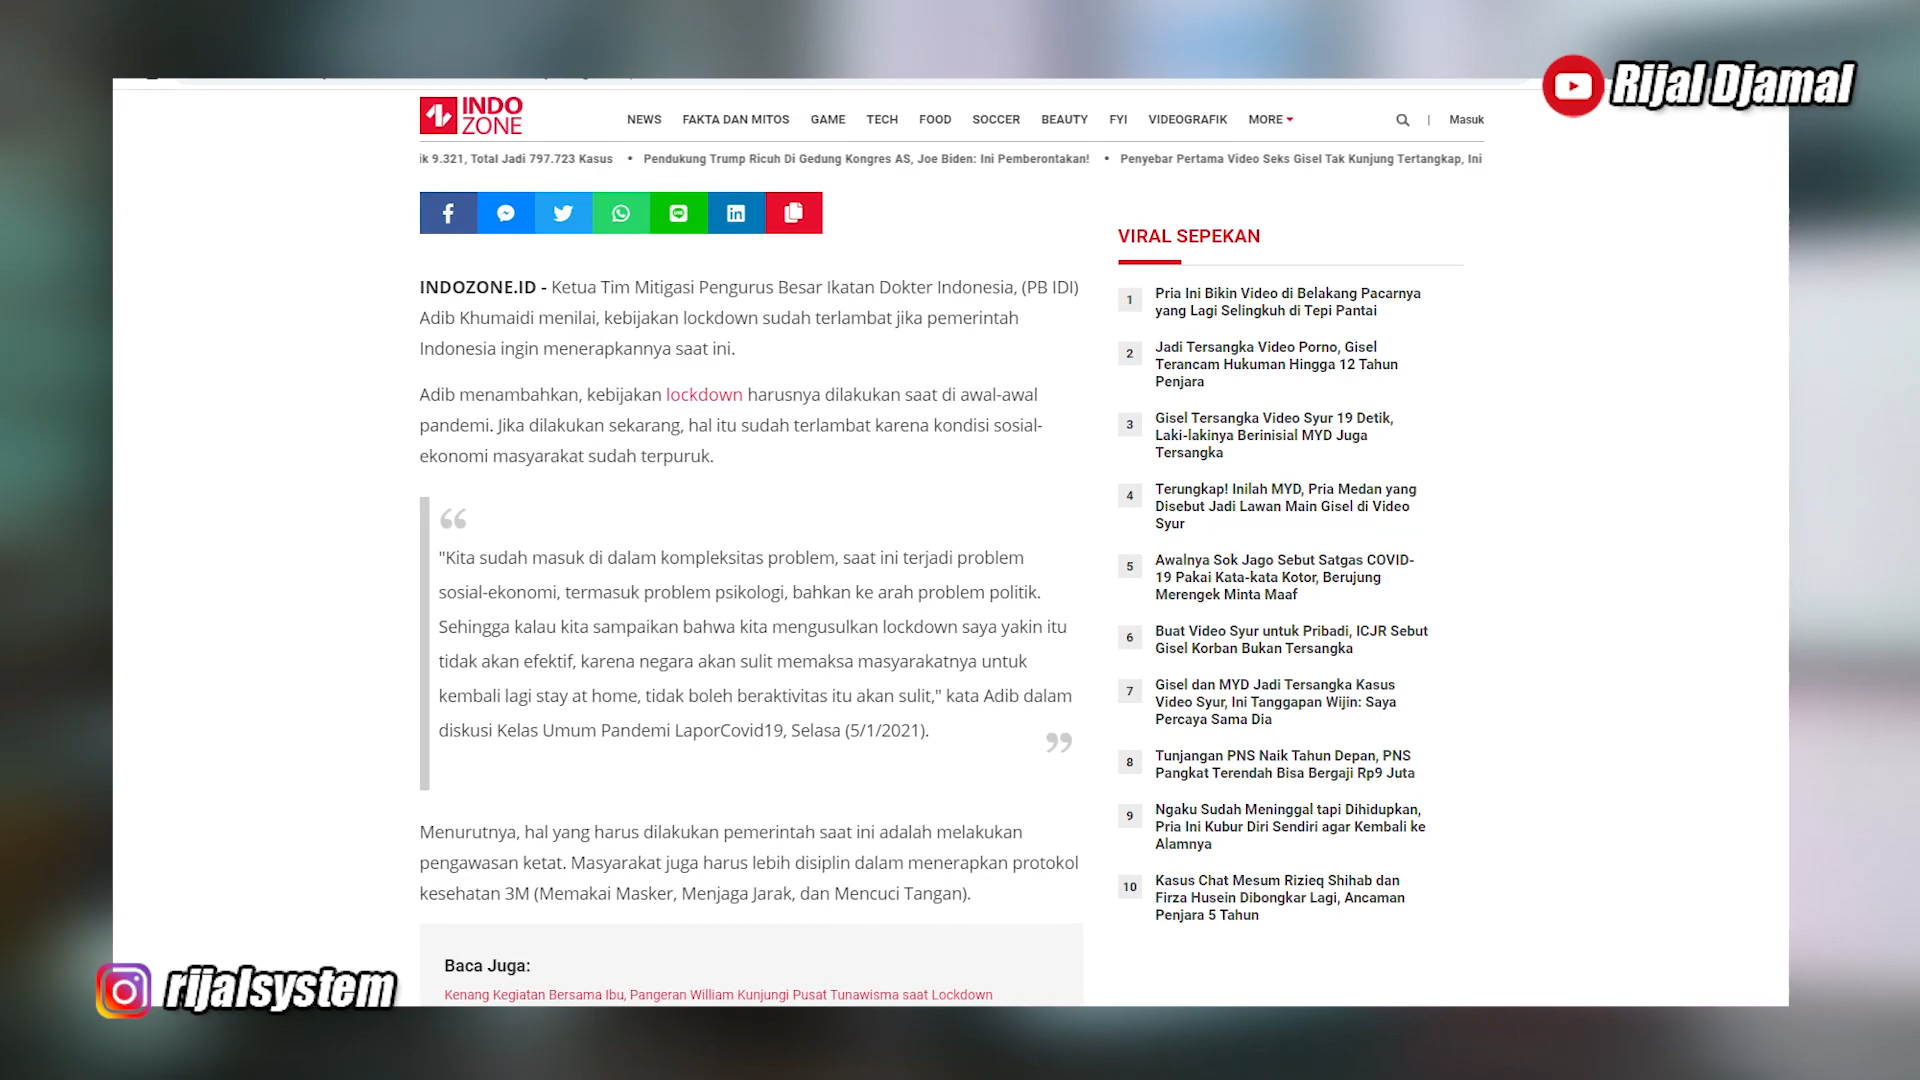 Rijal Djamal
INDO
ZONE
NEWS FAKTA DAN MITOS GAME TECH FOOD SOCCER BEAUTY FYI VIDEOGRAFIK MORE | Masuk
ik 9.321, Total Jadi 797.723 Kasus • Pendukung Trump Ricuh Di Gedung Kongres AS, Joe Biden: Ini Pemberontakan! • Penyebar Pertama Video Seks Gisel Tak Kunjung Tertangkap, Ini
INDOZONE.ID - Ketua Tim Mitigasi Pengurus Besar Ikatan Dokter Indonesia, (PB IDI)
Adib Khumaidi menilai, kebijakan lockdown sudah terlambat jika pemerintah
Indonesia ingin menerapkannya saat ini.
Adib menambahkan, kebijakan lockdown harusnya dilakukan saat di awal-awal
pandemi. Jika dilakukan sekarang, hal itu sudah terlambat karena kondisi sosial-
ekonomi masyarakat sudah terpuruk.
“
"Kita sudah masuk di dalam kompleksitas problem, saat ini terjadi problem
sosial-ekonomi, termasuk problem psikologi, bahkan ke arah problem politik.
Sehingga kalau kita sampaikan bahwa kita mengusulkan lockdown saya yakin itu
tidak akan efektif, karena negara akan sulit memaksa masyarakatnya untuk
kembali lagi stay at home, tidak boleh beraktivitas itu akan sulit," kata Adib dalam
diskusi Kelas Umum Pandemi LaporCovid19, Selasa (5/1/2021).
”
Menurutnya, hal yang harus dilakukan pemerintah saat ini adalah melakukan
pengawasan ketat. Masyarakat juga harus lebih disiplin dalam menerapkan protokol
kesehatan 3M (Memakai Masker, Menjaga Jarak, dan Mencuci Tangan).
Baca Juga:
Kenang Kegiatan Bersama Ibu, Pangeran William Kunjungi Pusat Tunawisma saat Lockdown
VIRAL SEPEKAN
1 Pria Ini Bikin Video di Belakang Pacarnya
yang Lagi Selingkuh di Tepi Pantai
2 Jadi Tersangka Video Porno, Gisel
Terancam Hukuman Hingga 12 Tahun
Penjara
3 Gisel Tersangka Video Syur 19 Detik,
Laki-lakinya Berinisial MYD Juga
Tersangka
4 Terungkap! Inilah MYD, Pria Medan yang
Disebut Jadi Lawan Main Gisel di Video
Syur
5 Awalnya Sok Jago Sebut Satgas COVID-
19 Pakai Kata-kata Kotor, Berujung
Merengek Minta Maaf
6 Buat Video Syur untuk Pribadi, ICJR Sebut
Gisel Korban Bukan Tersangka
7 Gisel dan MYD Jadi Tersangka Kasus
Video Syur, Ini Tanggapan Wijin: Saya
Percaya Sama Dia
8 Tunjangan PNS Naik Tahun Depan, PNS
Pangkat Terendah Bisa Bergaji Rp9 Juta
9 Ngaku Sudah Meninggal tapi Dihidupkan,
Pria Ini Kubur Diri Sendiri agar Kembali ke
Alamnya
10 Kasus Chat Mesum Rizieq Shihab dan
Firza Husein Dibongkar Lagi, Ancaman
Penjara 5 Tahun
rijalsystem